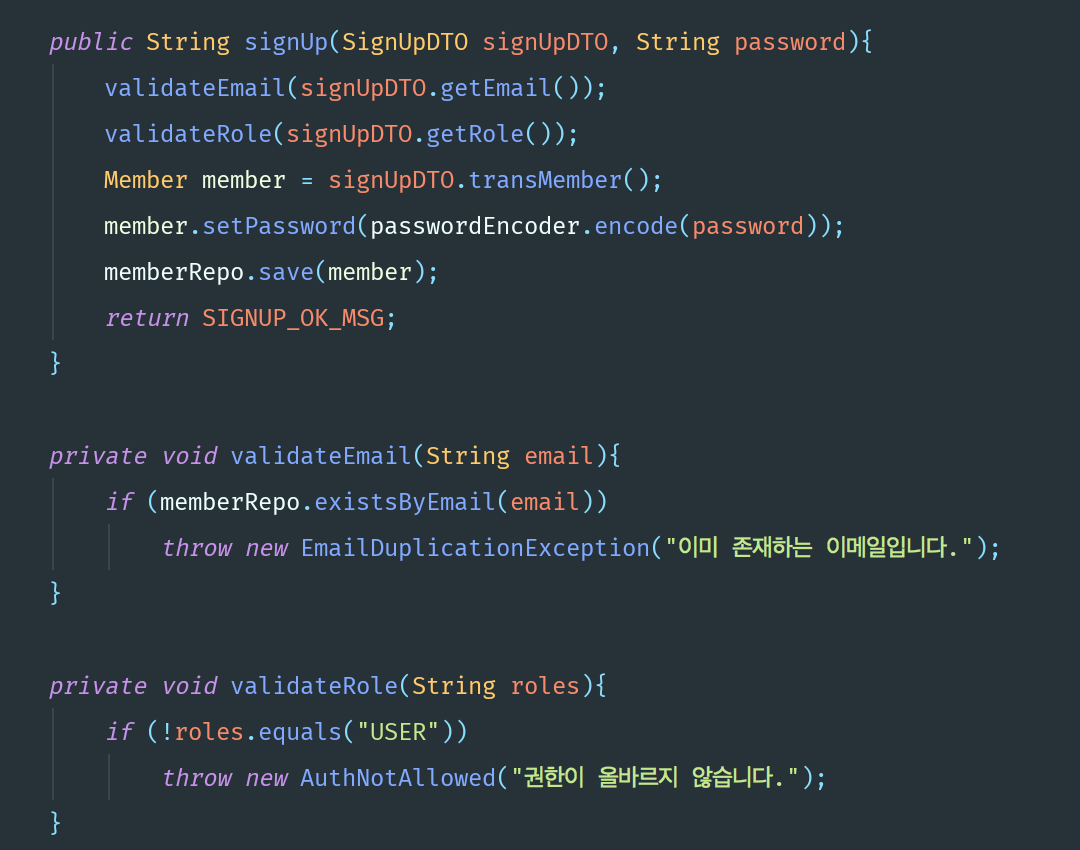 public String signUp(SignUpDTO signUpDTO, String password){
validateEmail(signUpDTO.getEmail());
validateRole(signUpDTO.getRole());
Member member = signUpDTO.transMember();
member.setPassword(passwordEncoder.encode(password));
memberRepo.save(member);
return SIGNUP_OK_MSG;
}
private void validateEmail(String email){
if (memberRepo.existsByEmail(email))
throw new EmailDuplicationException("이미 존재하는 이메일입니다.");
}
private void validateRole(String roles){
if (!roles.equals("USER"))
throw new AuthNotAllowed("권한이 올바르지 않습니다.");
}